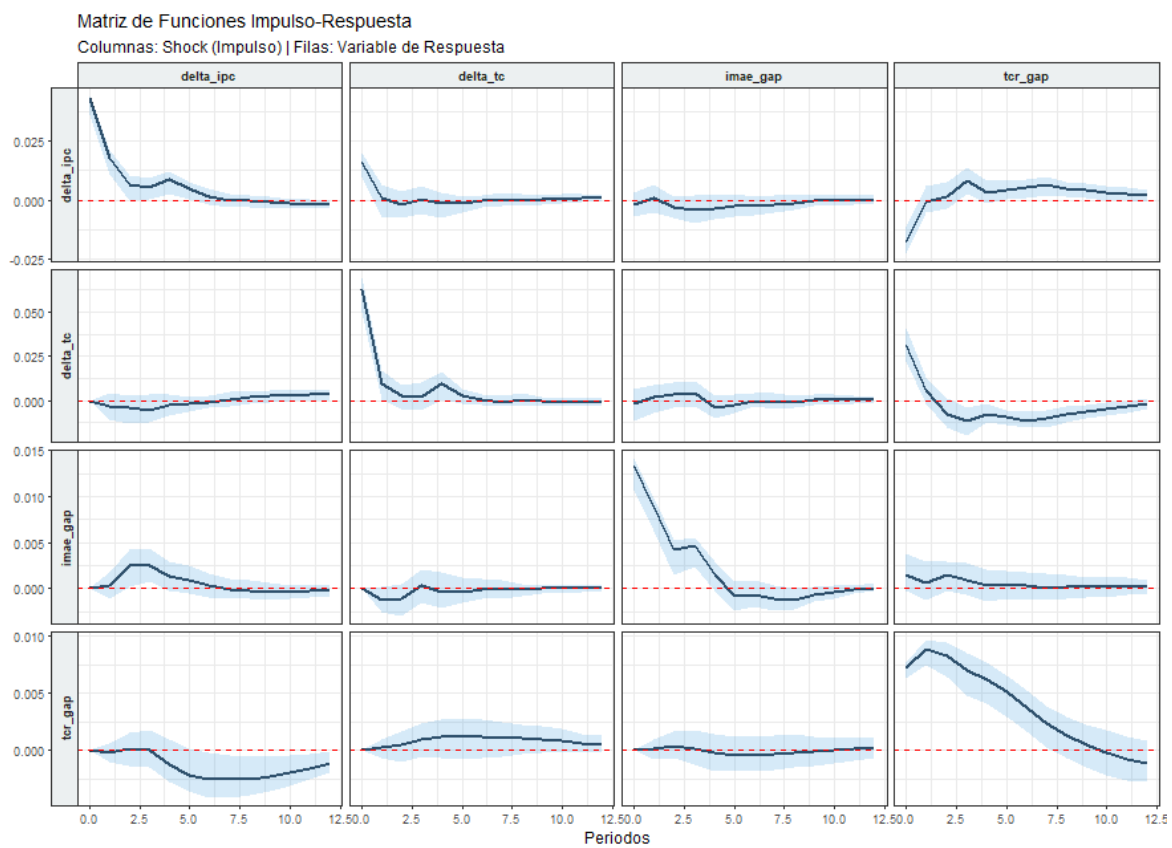 Matriz de Funciones Impulso-Respuesta
Columnas: Shock (Impulso) | Filas: Variable de Respuesta
delta_ipc delta_tc imae_gap tcr_gap
delta_ipc
0.025
0.000
-0.025
delta_tc
0.050
0.025
0.000
imae_gap
0.015
0.010
0.005
0.000
tcr_gap
0.010
0.005
0.000
0.0 2.5 5.0 7.5 10.0 12.5 0.0 2.5 5.0 7.5 10.0 12.5 0.0 2.5 5.0 7.5 10.0 12.5 0.0 2.5 5.0 7.5 10.0 12.5
Periodos